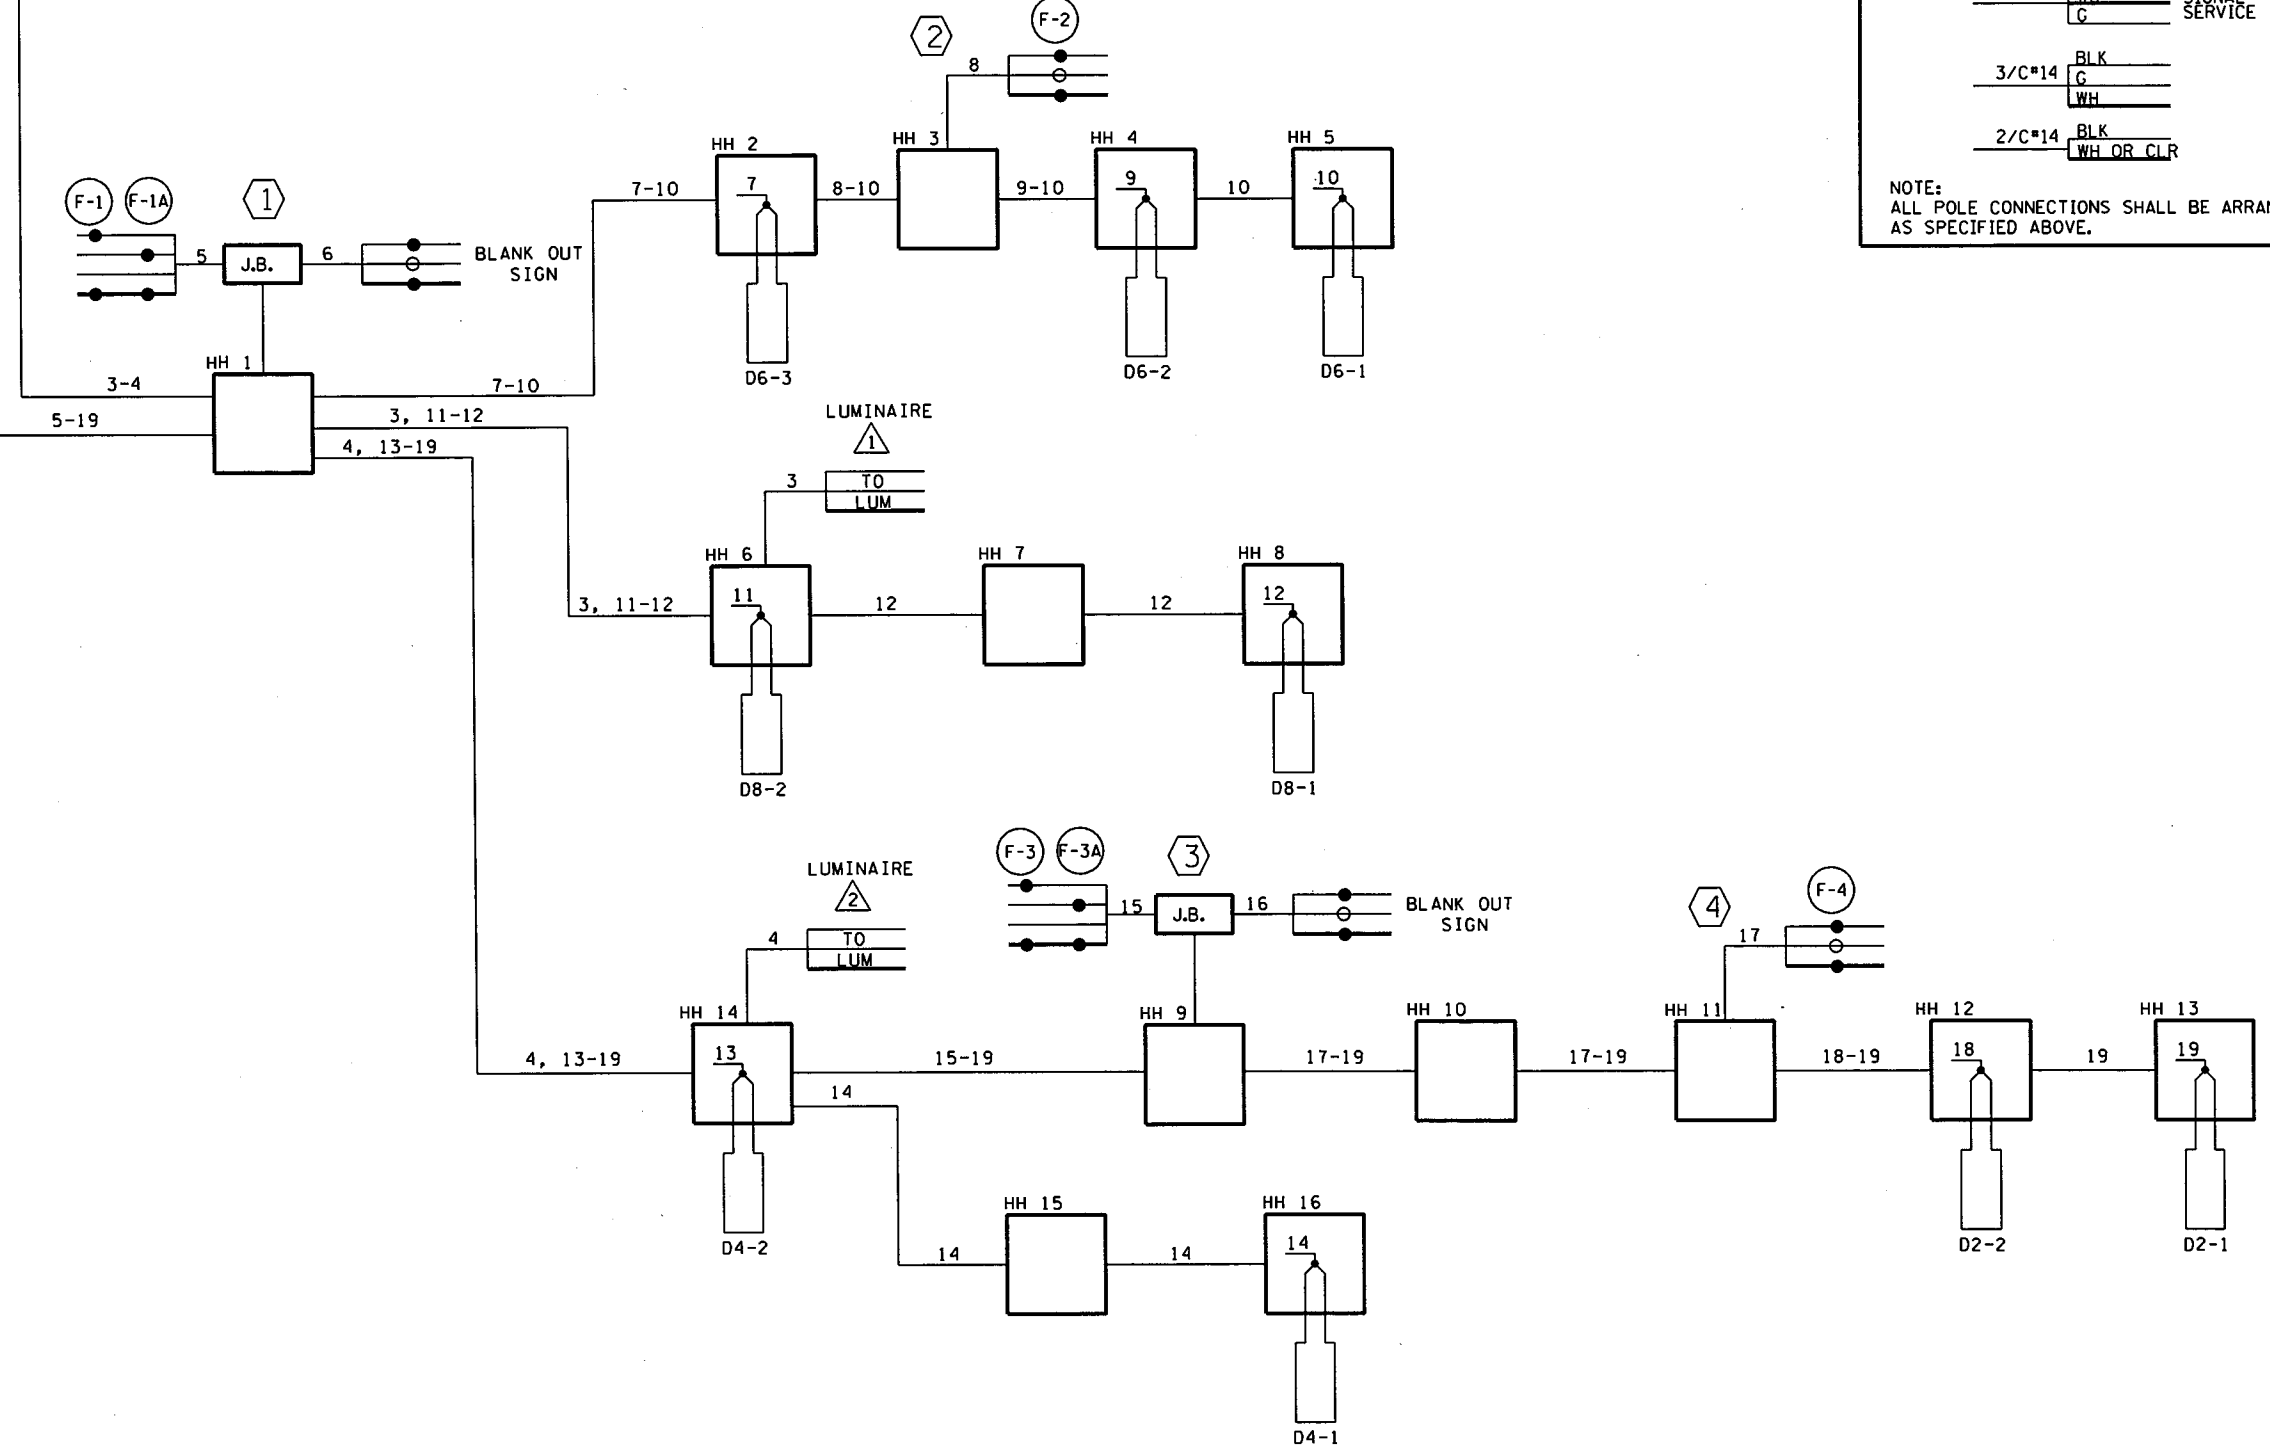 SERVICE
G
3/C#14
BLK
G
WH
2/C#14
BLK
WH OR CLR
NOTE:
ALL POLE CONNECTIONS SHALL BE
AS SPECIFIED ABOVE.
2
F-2
8
HH 2
HH 3
HH 4
HH 5
7-10
7
8-10
9-10
9
10
10
D6-3
D6-2
D6-1
F-1
F-1A
1
5
J.B.
6
BLANK OUT
SIGN
HH 1
3-4
5-19
7-10
3, 11-12
4, 13-19
LUMINAIRE
1
3
TO
LUM
HH 6
HH 7
HH 8
3, 11-12
11
12
12
12
D8-2
D8-1
LUMINAIRE
2
4
TO
LUM
F-3
F-3A
3
15
J.B.
16
BLANK OUT
SIGN
4
F-4
17
HH 14
HH 9
HH 10
HH 11
HH 12
HH 13
4, 13-19
13
15-19
17-19
17-19
18-19
18
19
19
14
D4-2
D2-2
D2-1
HH 15
HH 16
14
14
14
D4-1